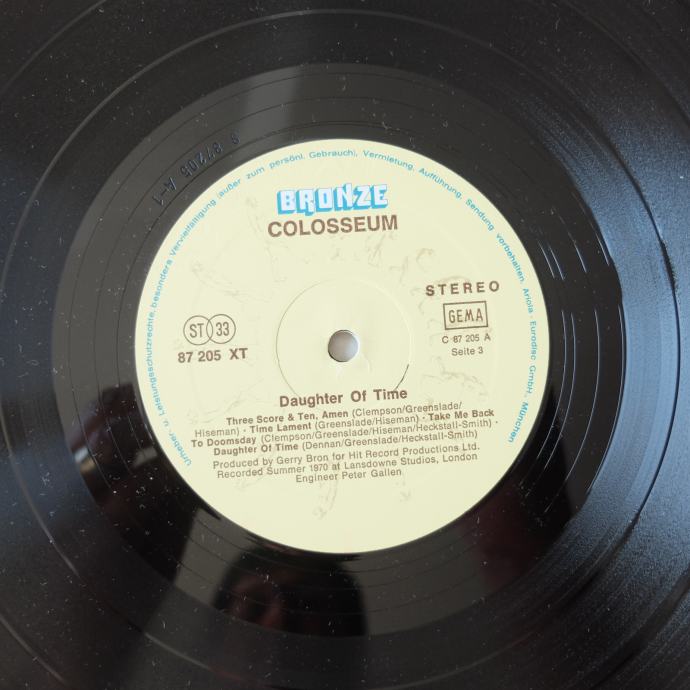 S 87205 A-1
Urheber- u. Leistungsschutzrechte, besonders Vervielfältigung (außer zum persönl. Gebrauch), Vermietung, Aufführung, Sendung vorbehalten. Ariola - Eurodisc GmbH., München
BRONZE
COLOSSEUM
STEREO
ST 33
GEMA
87 205 XT
C 87 205 A
Seite 3
Daughter Of Time
Three Score & Ten, Amen (Clempson/Greenslade/
Hiseman) · Time Lament (Greenslade/Hiseman) · Take Me Back
To Doomsday (Clempson/Greenslade/Hiseman/Heckstall-Smith) ·
Daughter Of Time (Dennan/Greenslade/Heckstall-Smith)
Produced by Gerry Bron for Hit Record Productions Ltd.
Recorded Summer 1970 at Lansdowne Studios, London
Engineer Peter Gallen